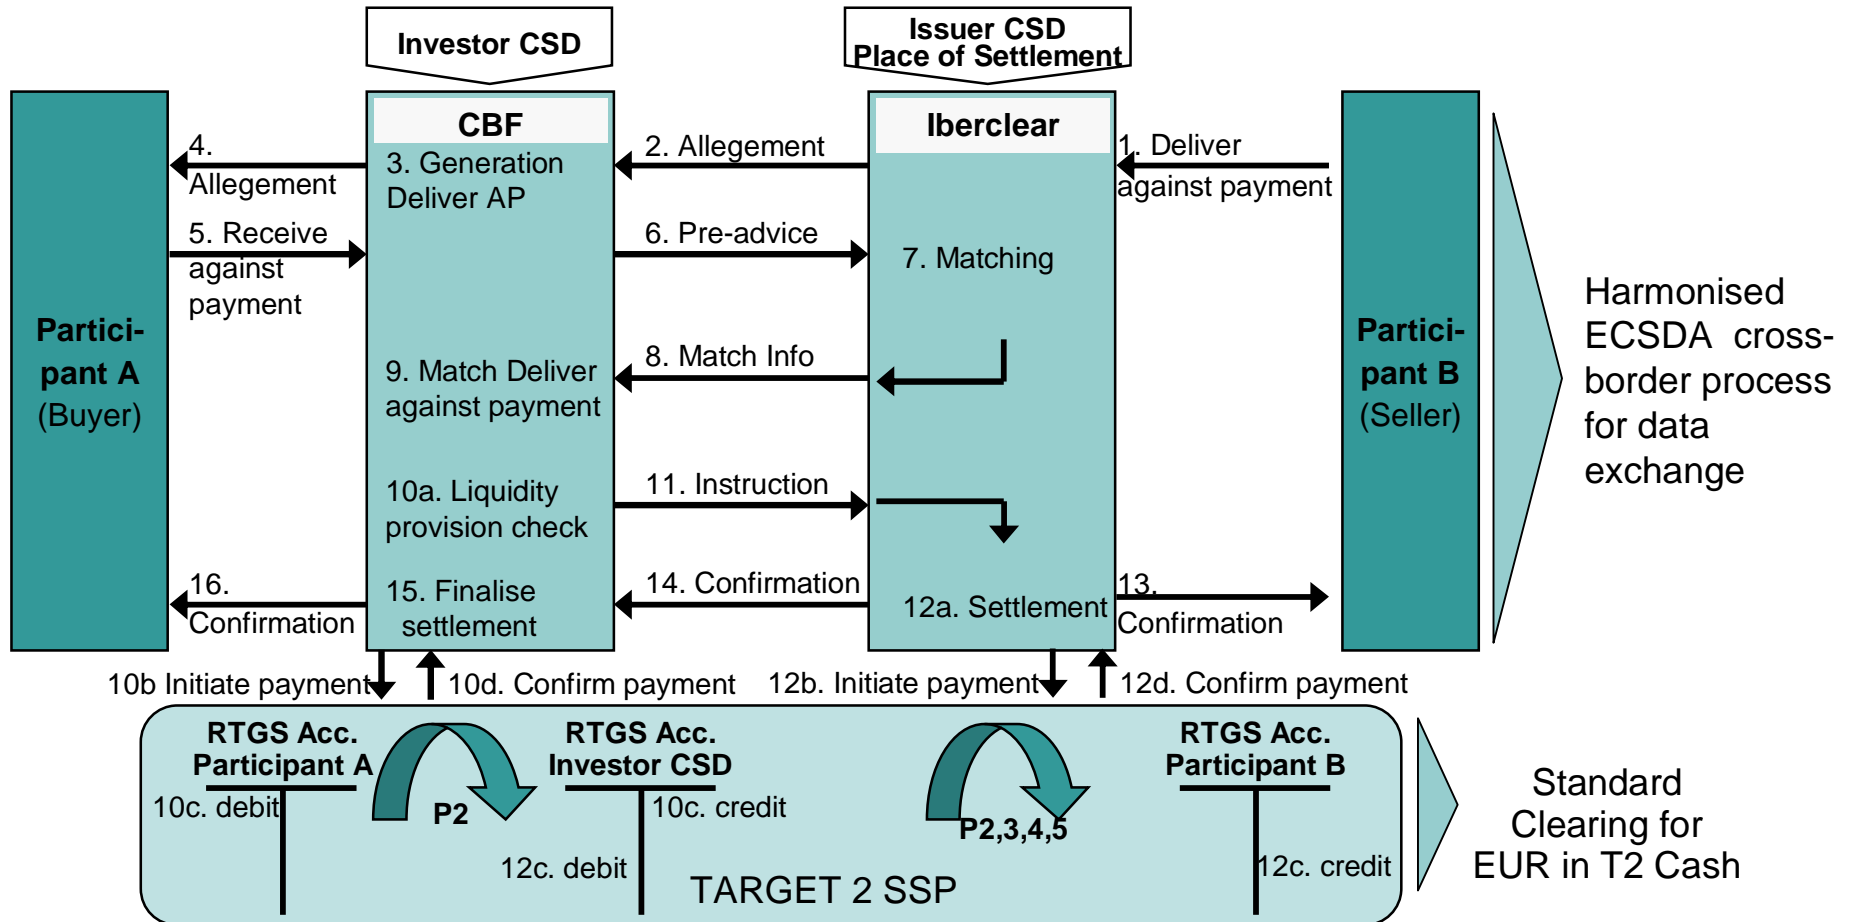 Investor CSD
Issuer CSD
Place of Settlement
CBF
Iberclear
4.
Allegement
3. Generation
Deliver AP
2. Allegement
1. Deliver
against payment
5. Receive
against
payment
6. Pre-advice
7. Matching
Partici-
pant A
(Buyer)
9. Match Deliver
against payment
8. Match Info
Partici-
pant B
(Seller)
Harmonised
ECSDA cross-
border process
for data
exchange
10a. Liquidity
provision check
11. Instruction
16.
Confirmation
15. Finalise
settlement
14. Confirmation
12a. Settlement
13.
Confirmation
10b Initiate payment
10d. Confirm payment
12b. Initiate payment
12d. Confirm payment
RTGS Acc.
Participant A
RTGS Acc.
Investor CSD
RTGS Acc.
Participant B
10c. debit
P2
10c. credit
P2,3,4,5
12c. debit
12c. credit
TARGET 2 SSP
Standard
Clearing for
EUR in T2 Cash